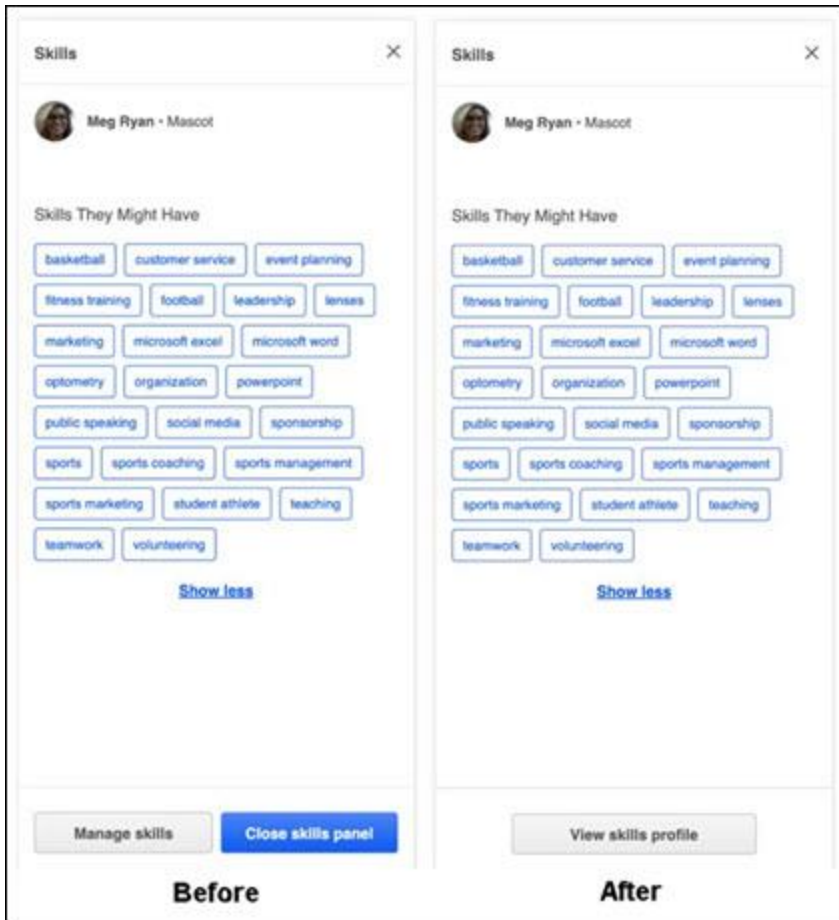 Skills
Meg Ryan • Mascot
Skills They Might Have
basketball customer service event planning
fitness training football leadership lenses
marketing microsoft excel microsoft word
optometry organization powerpoint
public speaking social media sponsorship
sports sports coaching sports management
sports marketing student athlete teaching
teamwork volunteering
Show less
Manage skills Close skills panel
Before
Skills
Meg Ryan • Mascot
Skills They Might Have
basketball customer service event planning
fitness training football leadership lenses
marketing microsoft excel microsoft word
optometry organization powerpoint
public speaking social media sponsorship
sports sports coaching sports management
sports marketing student athlete teaching
teamwork volunteering
Show less
View skills profile
After